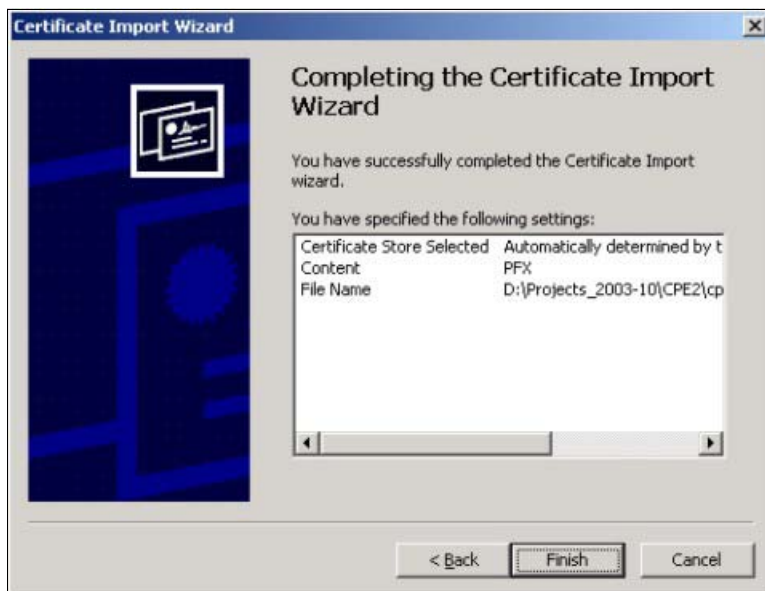 Certificate Import Wizard
Completing the Certificate Import
Wizard
You have successfully completed the Certificate Import
wizard.
You have specified the following settings:
Certificate Store Selected Automatically determined by t
Content PFX
File Name D:\Projects_2003-10\CPE2\cp
< Back Finish Cancel